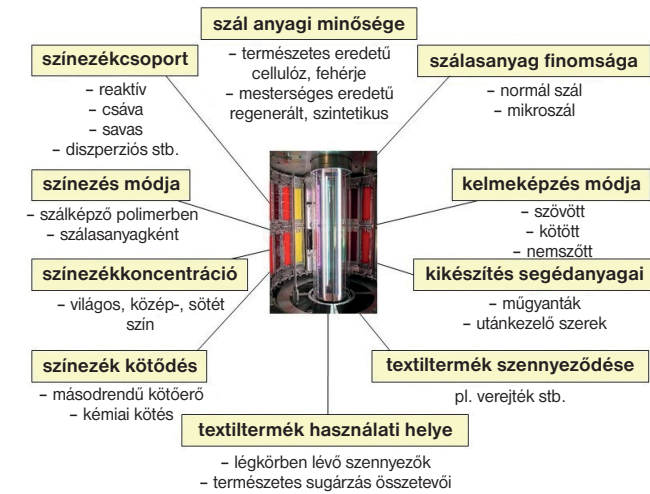 szál anyagi minősége
– természetes eredetű
cellulóz, fehérje
– mesterséges eredetű
regenerált, szintetikus
színezékcsoport
– reaktív
– csáva
– savas
– diszperziós stb.
szálasanyag finomsága
– normál szál
– mikroszál
színezés módja
– szálképző polimerben
– szálasanyagként
kelmeképzés módja
– szövött
– kötött
– nemszőtt
színezékkoncentráció
– világos, közép-, sötét
szín
kikészítés segédanyagai
– műgyanták
– utánkezelő szerek
színezék kötődés
– másodrendű kötőerő
– kémiai kötés
textiltermék szennyeződése
pl. verejték stb.
textiltermék használati helye
– légkörben lévő szennyezők
– természetes sugárzás összetevői